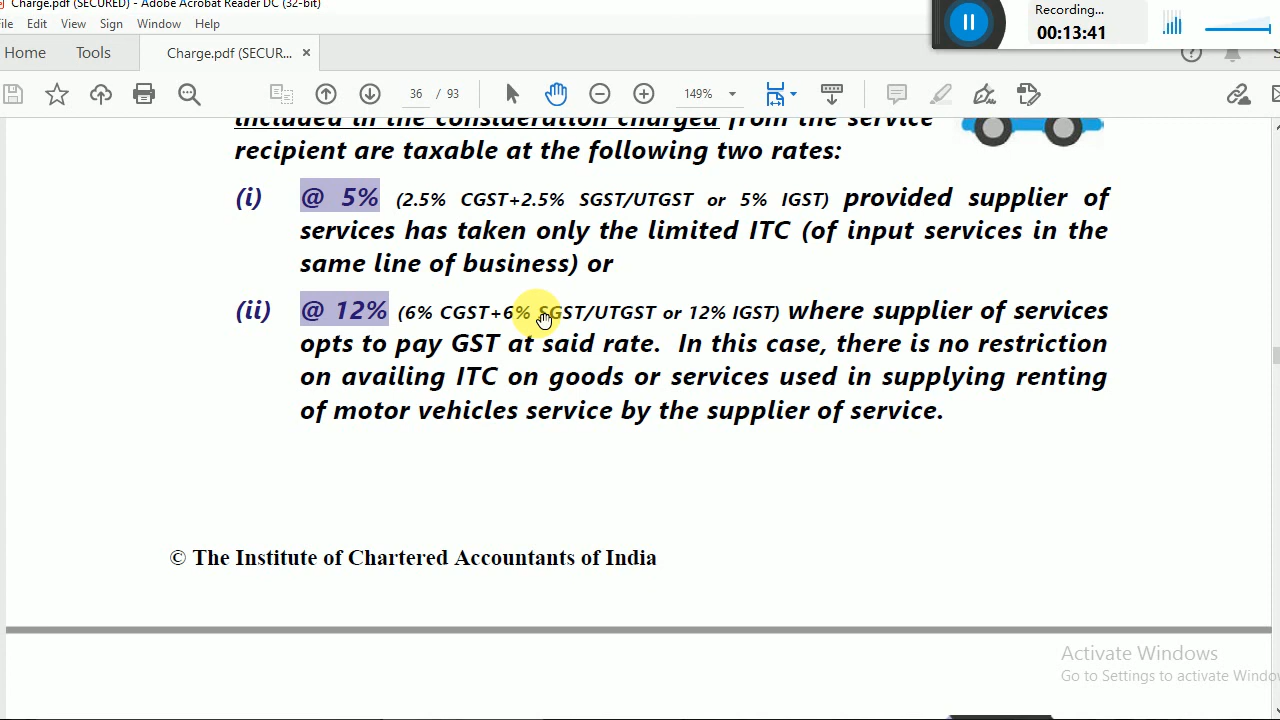 Charge.pdf (SECURED) - Adobe Acrobat Reader DC (32-bit)
File Edit View Sign Window Help
Recording...
00:13:41
Home Tools Charge.pdf (SECUR... ×
36 / 93 149%
included in the consideration charged from the service
recipient are taxable at the following two rates:
(i) @ 5% (2.5% CGST+2.5% SGST/UTGST or 5% IGST) provided supplier of
services has taken only the limited ITC (of input services in the
same line of business) or
(ii) @ 12% (6% CGST+6% SGST/UTGST or 12% IGST) where supplier of services
opts to pay GST at said rate. In this case, there is no restriction
on availing ITC on goods or services used in supplying renting
of motor vehicles service by the supplier of service.
© The Institute of Chartered Accountants of India
Activate Windows
Go to Settings to activate Windo